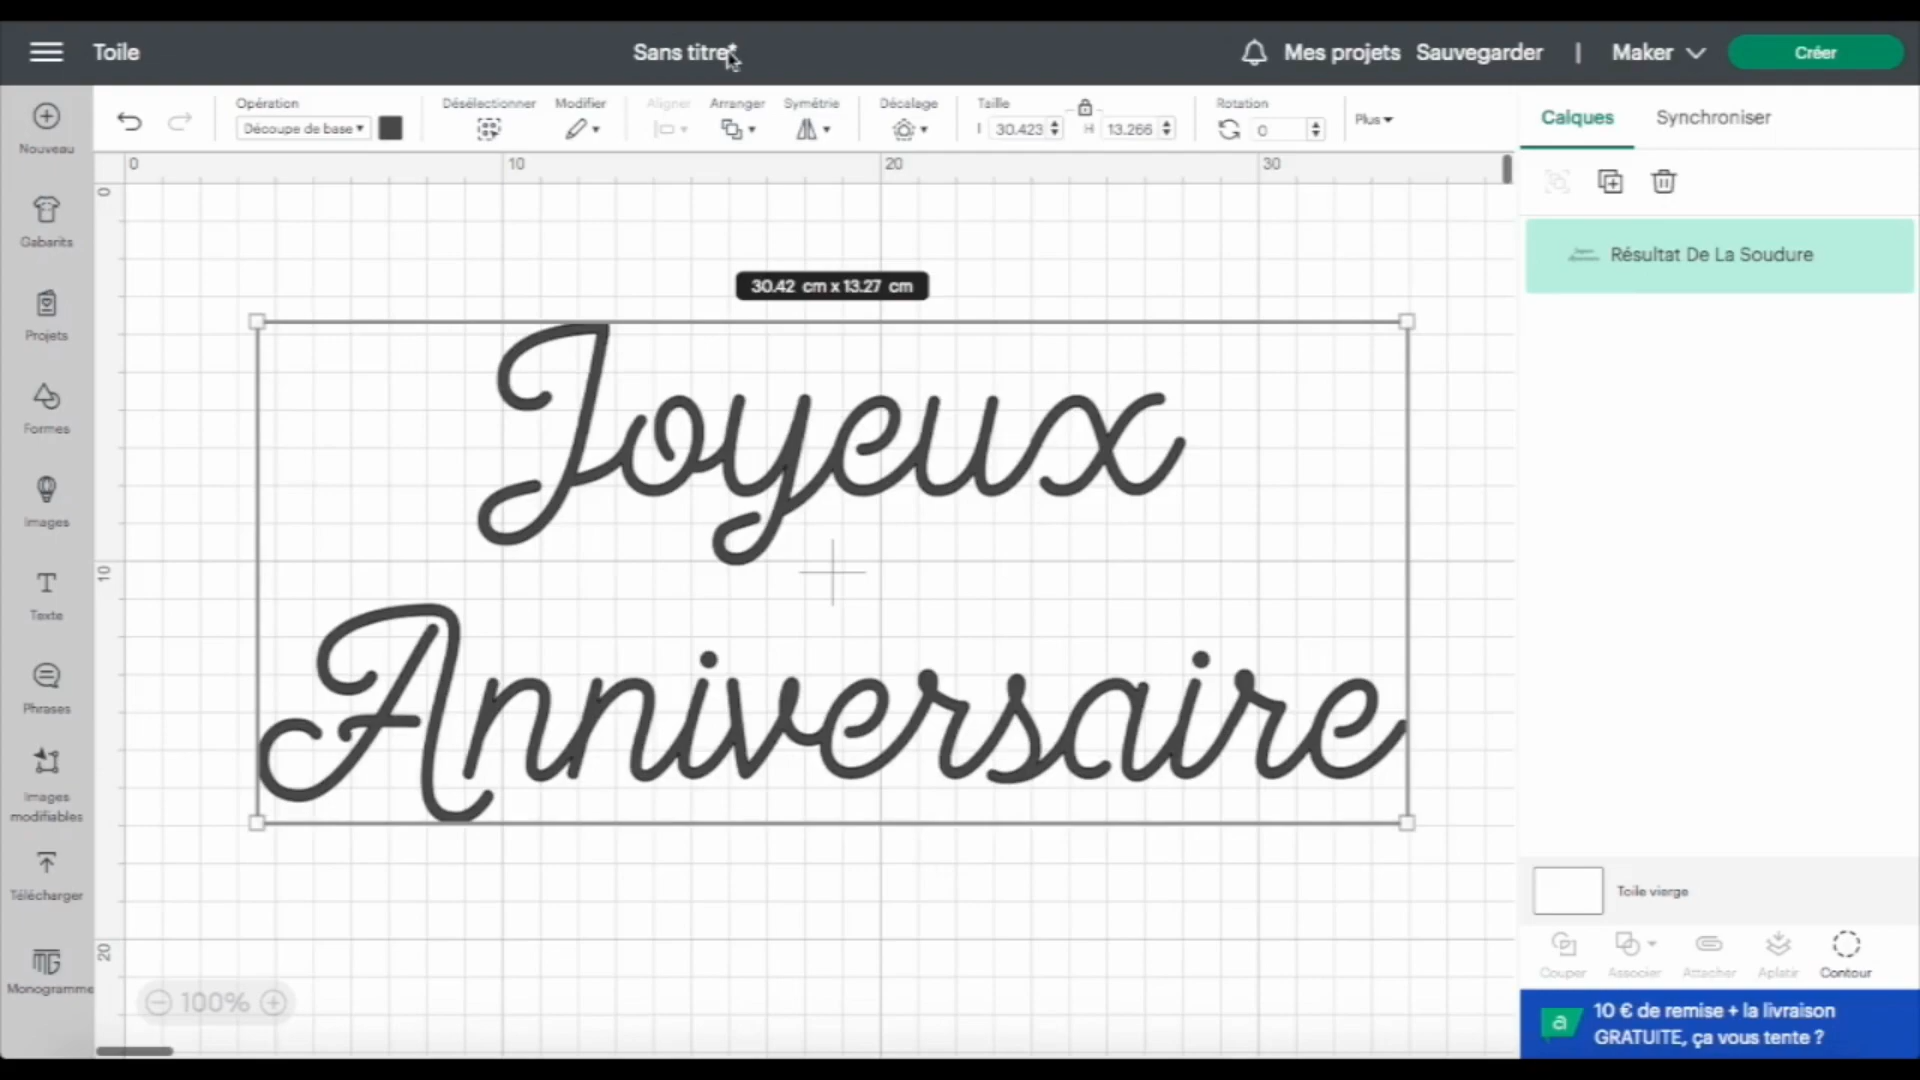 Toile
Sans titre*
Mes projets Sauvegarder | Maker Créer
Nouveau
Gabarits
Projets
Formes
Images
Texte
Phrases
Images
modifiables
Télécharger
Monogramme
Opération
Découpe de base
Désélectionner
Modifier
Aligner
Arranger
Symétrie
Décalage
Taille
l 30.423
H 13.266
Rotation
0
Plus
0 10 20 30
0
10
20
30.42 cm x 13.27 cm
Joyeux
Anniversaire
100%
Calques Synchroniser
Résultat De La Soudure
Toile vierge
Couper Associer Attacher Aplatir Contour
a
10 € de remise + la livraison
GRATUITE, ça vous tente ?